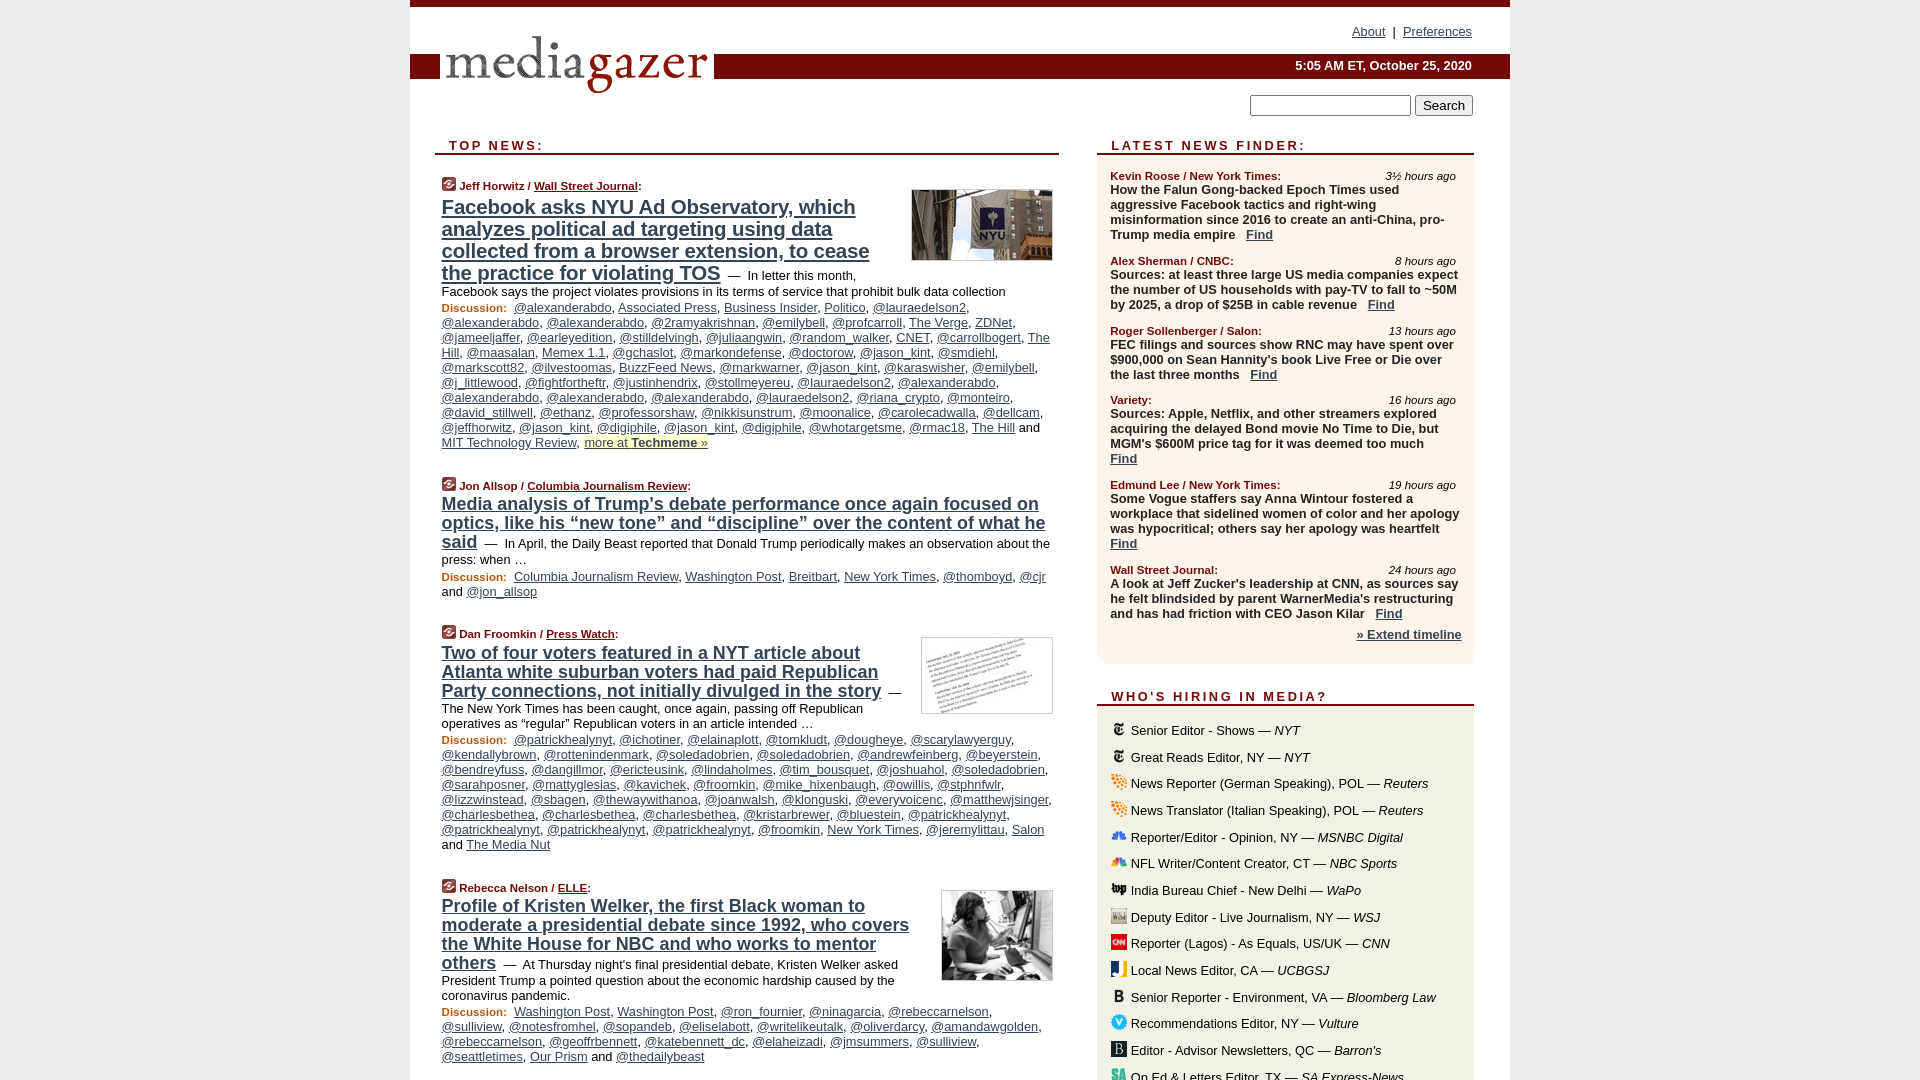 About | Preferences
mediagazer
5:05 AM ET, October 25, 2020
Search
TOP NEWS:
Jeff Horwitz / Wall Street Journal:
Facebook asks NYU Ad Observatory, which
analyzes political ad targeting using data
collected from a browser extension, to cease
the practice for violating TOS — In letter this month,
Facebook says the project violates provisions in its terms of service that prohibit bulk data collection
Discussion: @alexanderabdo, Associated Press, Business Insider, Politico, @lauraedelson2,
@alexanderabdo, @alexanderabdo, @2ramyakrishnan, @emilybell, @profcarroll, The Verge, ZDNet,
@jameeljaffer, @earleyedition, @stilldelvingh, @juliaangwin, @random_walker, CNET, @carrollbogert, The
Hill, @maasalan, Memex 1.1, @gchaslot, @markondefense, @doctorow, @jason_kint, @smdiehl,
@markscott82, @ilvestoomas, BuzzFeed News, @markwarner, @jason_kint, @karaswisher, @emilybell,
@j_littlewood, @fightfortheftr, @justinhendrix, @stollmeyereu, @lauraedelson2, @alexanderabdo,
@alexanderabdo, @alexanderabdo, @alexanderabdo, @lauraedelson2, @riana_crypto, @monteiro,
@david_stillwell, @ethanz, @professorshaw, @nikkisunstrum, @moonalice, @carolecadwalla, @dellcam,
@jeffhorwitz, @jason_kint, @digiphile, @jason_kint, @digiphile, @whotargetsme, @rmac18, The Hill and
MIT Technology Review, more at Techmeme »
NYU
Jon Allsop / Columbia Journalism Review:
Media analysis of Trump's debate performance once again focused on
optics, like his “new tone” and “discipline” over the content of what he
said — In April, the Daily Beast reported that Donald Trump periodically makes an observation about the
press: when …
Discussion: Columbia Journalism Review, Washington Post, Breitbart, New York Times, @thomboyd, @cjr
and @jon_allsop
Dan Froomkin / Press Watch:
Two of four voters featured in a NYT article about
Atlanta white suburban voters had paid Republican
Party connections, not initially divulged in the story —
The New York Times has been caught, once again, passing off Republican
operatives as “regular” Republican voters in an article intended …
Discussion: @patrickhealynyt, @ichotiner, @elainaplott, @tomkludt, @dougheye, @scarylawyerguy,
@kendallybrown, @rottenindenmark, @soledadobrien, @soledadobrien, @andrewfeinberg, @beyerstein,
@bendreyfuss, @dangillmor, @ericteusink, @lindaholmes, @tim_bousquet, @joshuahol, @soledadobrien,
@sarahposner, @mattyglesias, @kavichek, @froomkin, @mike_hixenbaugh, @owillis, @stphnfwlr,
@lizzwinstead, @sbagen, @thewaywithanoa, @joanwalsh, @klonguski, @everyvoicenc, @matthewjsinger,
@charlesbethea, @charlesbethea, @charlesbethea, @kristarbrewer, @bluestein, @patrickhealynyt,
@patrickhealynyt, @patrickhealynyt, @patrickhealynyt, @froomkin, New York Times, @jeremylittau, Salon
and The Media Nut
Rebecca Nelson / ELLE:
Profile of Kristen Welker, the first Black woman to
moderate a presidential debate since 1992, who covers
the White House for NBC and who works to mentor
others — At Thursday night's final presidential debate, Kristen Welker asked
President Trump a pointed question about the economic hardship caused by the
coronavirus pandemic.
Discussion: Washington Post, Washington Post, @ron_fournier, @ninagarcia, @rebeccarnelson,
@sulliview, @notesfromhel, @sopandeb, @eliselabott, @writelikeutalk, @oliverdarcy, @amandawgolden,
@rebeccarnelson, @geoffrbennett, @katebennett_dc, @elaheizadi, @jmsummers, @sulliview,
@seattletimes, Our Prism and @thedailybeast
LATEST NEWS FINDER:
Kevin Roose / New York Times: 3½ hours ago
How the Falun Gong-backed Epoch Times used
aggressive Facebook tactics and right-wing
misinformation since 2016 to create an anti-China, pro-
Trump media empire Find
Alex Sherman / CNBC: 8 hours ago
Sources: at least three large US media companies expect
the number of US households with pay-TV to fall to ~50M
by 2025, a drop of $25B in cable revenue Find
Roger Sollenberger / Salon: 13 hours ago
FEC filings and sources show RNC may have spent over
$900,000 on Sean Hannity's book Live Free or Die over
the last three months Find
Variety: 16 hours ago
Sources: Apple, Netflix, and other streamers explored
acquiring the delayed Bond movie No Time to Die, but
MGM's $600M price tag for it was deemed too much
Find
Edmund Lee / New York Times: 19 hours ago
Some Vogue staffers say Anna Wintour fostered a
workplace that sidelined women of color and her apology
was hypocritical; others say her apology was heartfelt
Find
Wall Street Journal: 24 hours ago
A look at Jeff Zucker's leadership at CNN, as sources say
he felt blindsided by parent WarnerMedia's restructuring
and has had friction with CEO Jason Kilar Find
» Extend timeline
WHO'S HIRING IN MEDIA?
Senior Editor - Shows — NYT
Great Reads Editor, NY — NYT
News Reporter (German Speaking), POL — Reuters
News Translator (Italian Speaking), POL — Reuters
Reporter/Editor - Opinion, NY — MSNBC Digital
NFL Writer/Content Creator, CT — NBC Sports
India Bureau Chief - New Delhi — WaPo
Deputy Editor - Live Journalism, NY — WSJ
Reporter (Lagos) - As Equals, US/UK — CNN
Local News Editor, CA — UCBGSJ
Senior Reporter - Environment, VA — Bloomberg Law
Recommendations Editor, NY — Vulture
Editor - Advisor Newsletters, QC — Barron's
Op Ed & Letters Editor, TX — SA Express-News